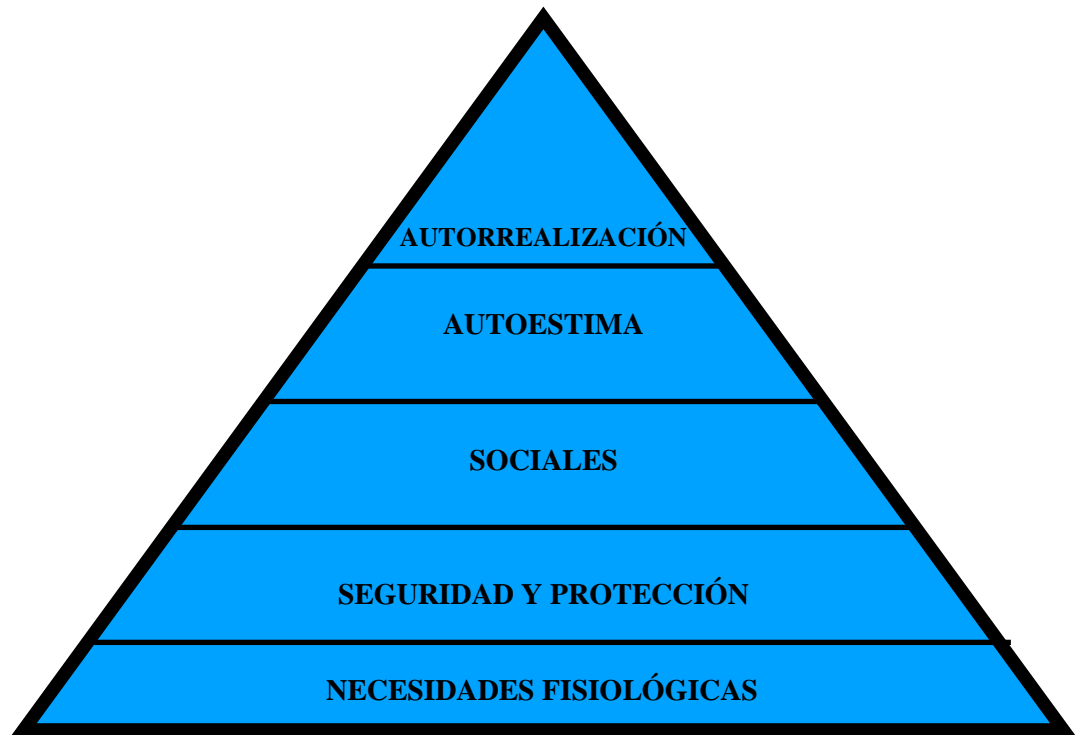 AUTORREALIZACIÓN
AUTOESTIMA
SOCIALES
SEGURIDAD Y PROTECCIÓN
NECESIDADES FISIOLÓGICAS